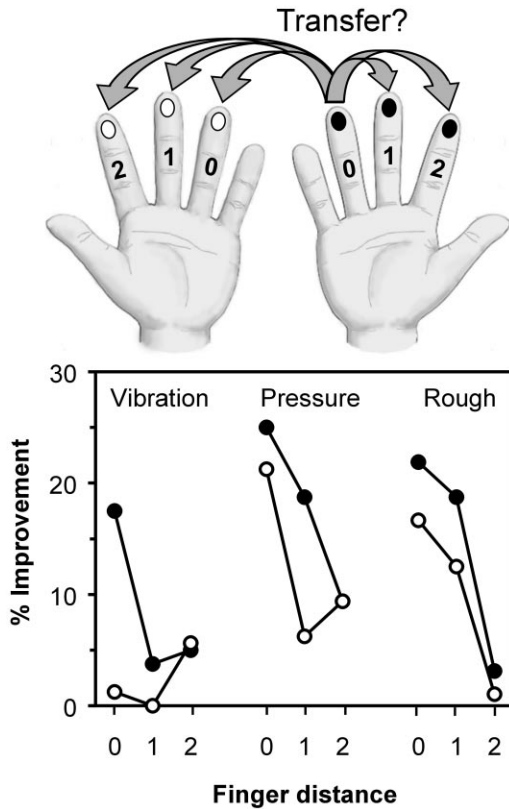 Transfer?
2 1 0 0 1 2
30
Vibration Pressure Rough
20
10
0
% Improvement
0 1 2 0 1 2 0 1 2
Finger distance